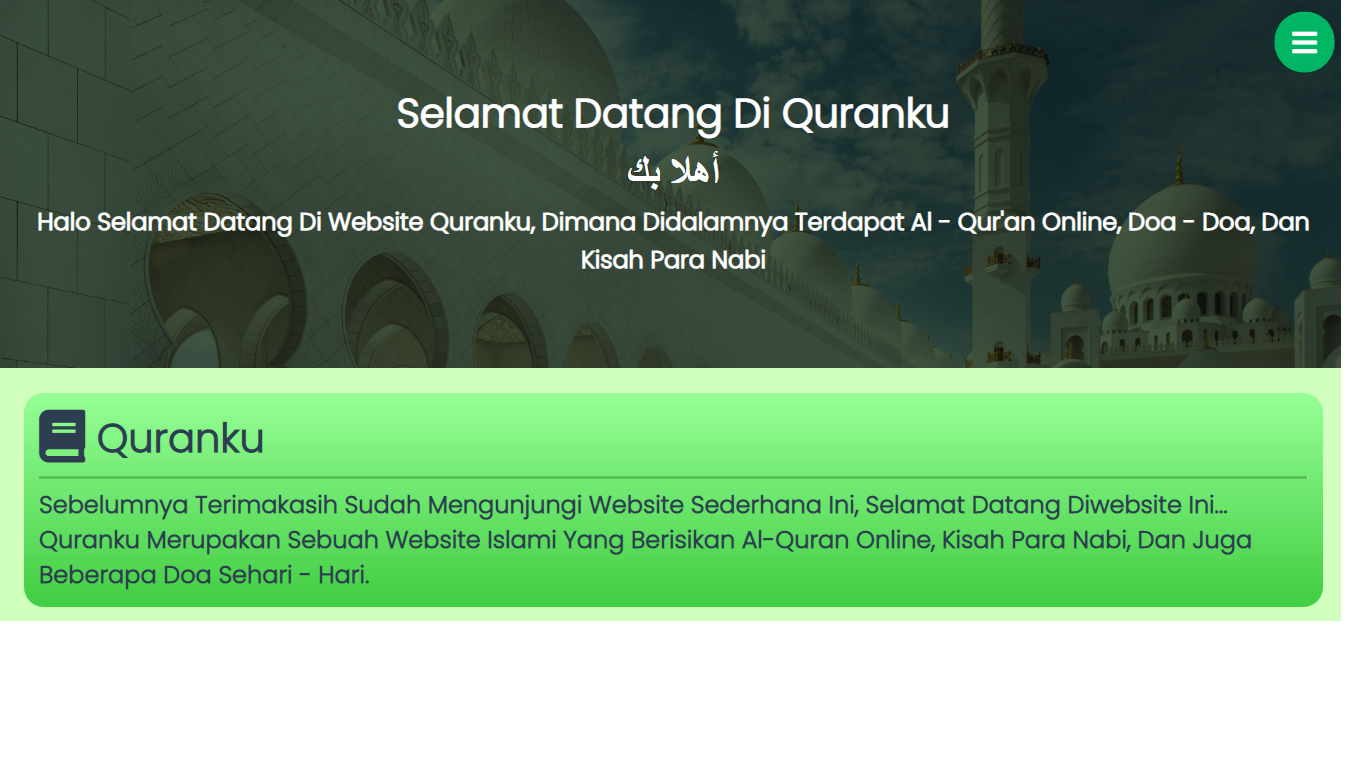 Selamat Datang Di Quranku
أهلا بك
Halo Selamat Datang Di Website Quranku, Dimana Didalamnya Terdapat Al - Qur'an Online, Doa - Doa, Dan
Kisah Para Nabi
Quranku
Sebelumnya Terimakasih Sudah Mengunjungi Website Sederhana Ini, Selamat Datang Diwebsite Ini...
Quranku Merupakan Sebuah Website Islami Yang Berisikan Al-Quran Online, Kisah Para Nabi, Dan Juga
Beberapa Doa Sehari - Hari.